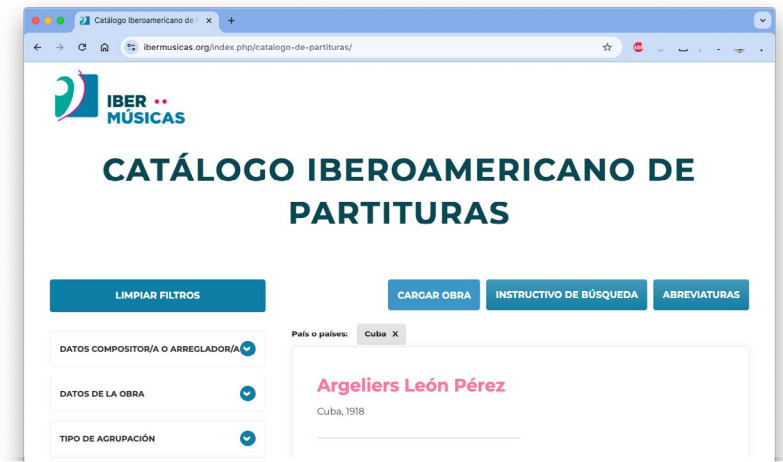 Catálogo Iberoamericano de
ibermusicas.org/index.php/catalogo-de-partituras/
IBER
MÚSICAS
CATÁLOGO IBEROAMERICANO DE
PARTITURAS
LIMPIAR FILTROS
CARGAR OBRA INSTRUCTIVO DE BÚSQUEDA ABREVIATURAS
País o países: Cuba X
DATOS COMPOSITOR/A O ARREGLADOR/A
Argeliers León Pérez
DATOS DE LA OBRA
Cuba, 1918
TIPO DE AGRUPACIÓN